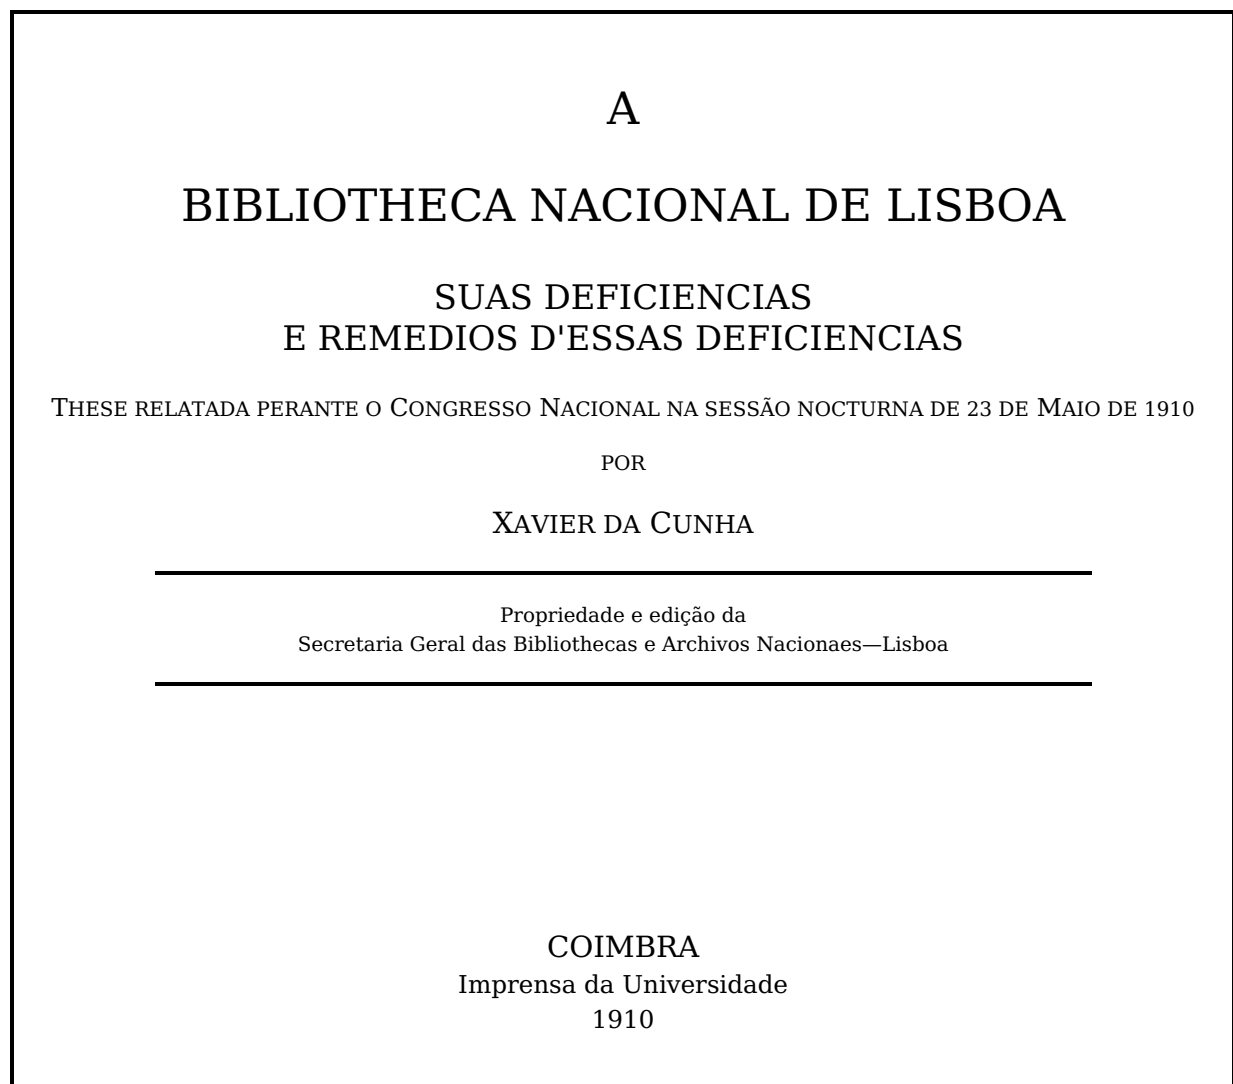 A
BIBLIOTHECA NACIONAL DE LISBOA
SUAS DEFICIENCIAS
E REMEDIOS D'ESSAS DEFICIENCIAS
These relatada perante o Congresso Nacional na sessão nocturna de 23 de Maio de 1910
por
Xavier da Cunha
Propriedade e edição da
Secretaria Geral das Bibliothecas e Archivos Nacionaes—Lisboa
COIMBRA
Imprensa da Universidade
1910